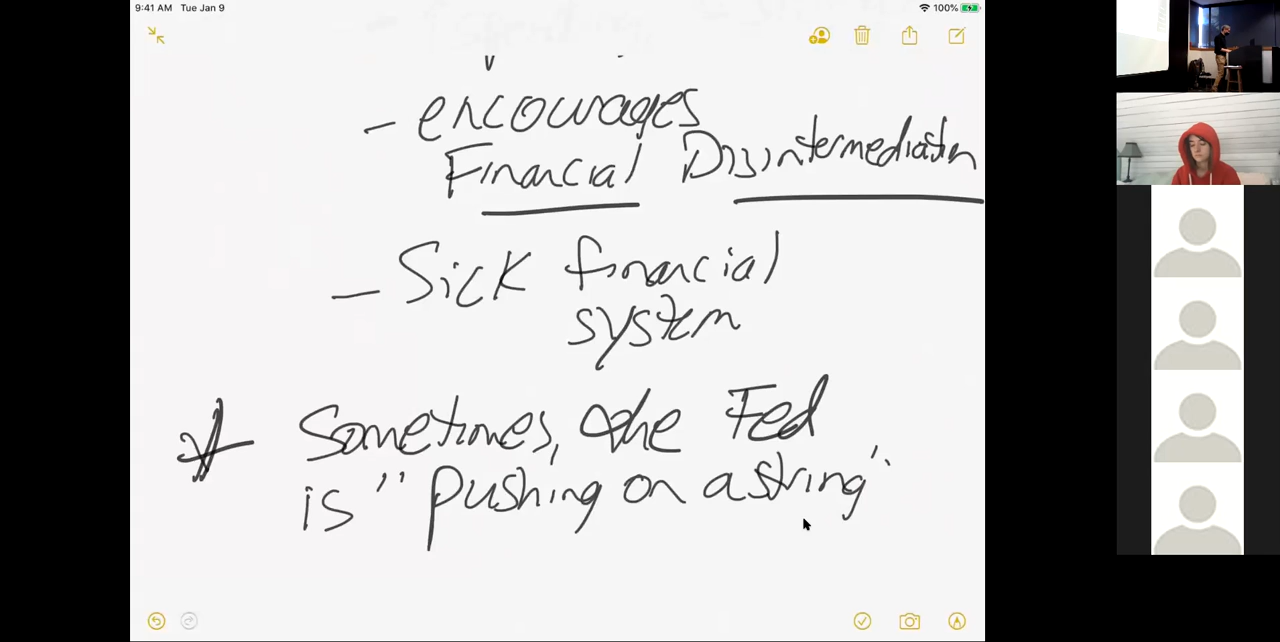 9:41 AM Tue Jan 9
100%
- encourages
Financial Disintermediation
- Sick financial
system
Sometimes, the Fed
is "pushing on a string"